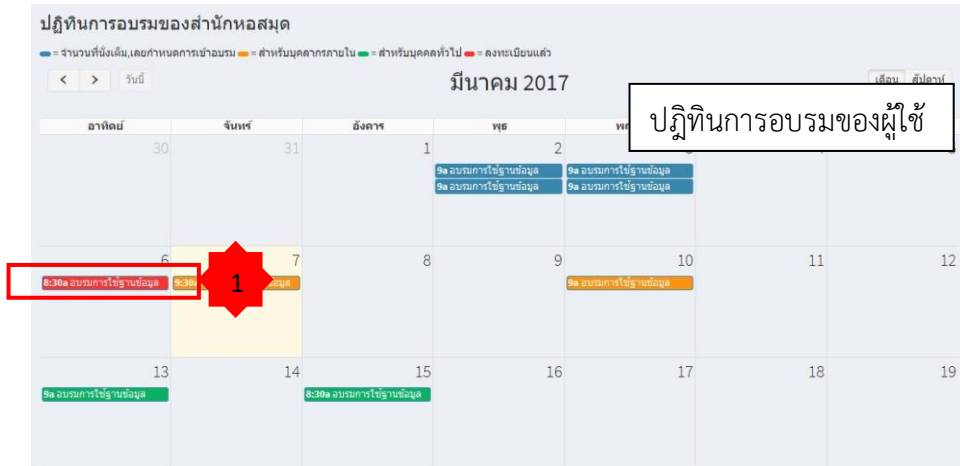 ปฏิทินการอบรมของสำนักหอสมุด
= จำนวนที่นั่งเต็ม,เลยกำหนดการเข้าอบรม = สำหรับบุคลากรภายใน = สำหรับบุคคลทั่วไป = ลงทะเบียนแล้ว
< > วันนี้ มีนาคม 2017 เดือน สัปดาห์
ปฎิทินการอบรมของผู้ใช้
อาทิตย์ จันทร์ อังคาร พุธ
30 31 1 2
9a อบรมการใช้ฐานข้อมูล 9a อบรมการใช้ฐานข้อมูล
9a อบรมการใช้ฐานข้อมูล 9a อบรมการใช้ฐานข้อมูล
6 7 8 9 10 11 12
8:30a อบรมการใช้ฐานข้อมูล 9:30a 1 9a อบรมการใช้ฐานข้อมูล
13 14 15 16 17 18 19
9a อบรมการใช้ฐานข้อมูล 8:30a อบรมการใช้ฐานข้อมูล